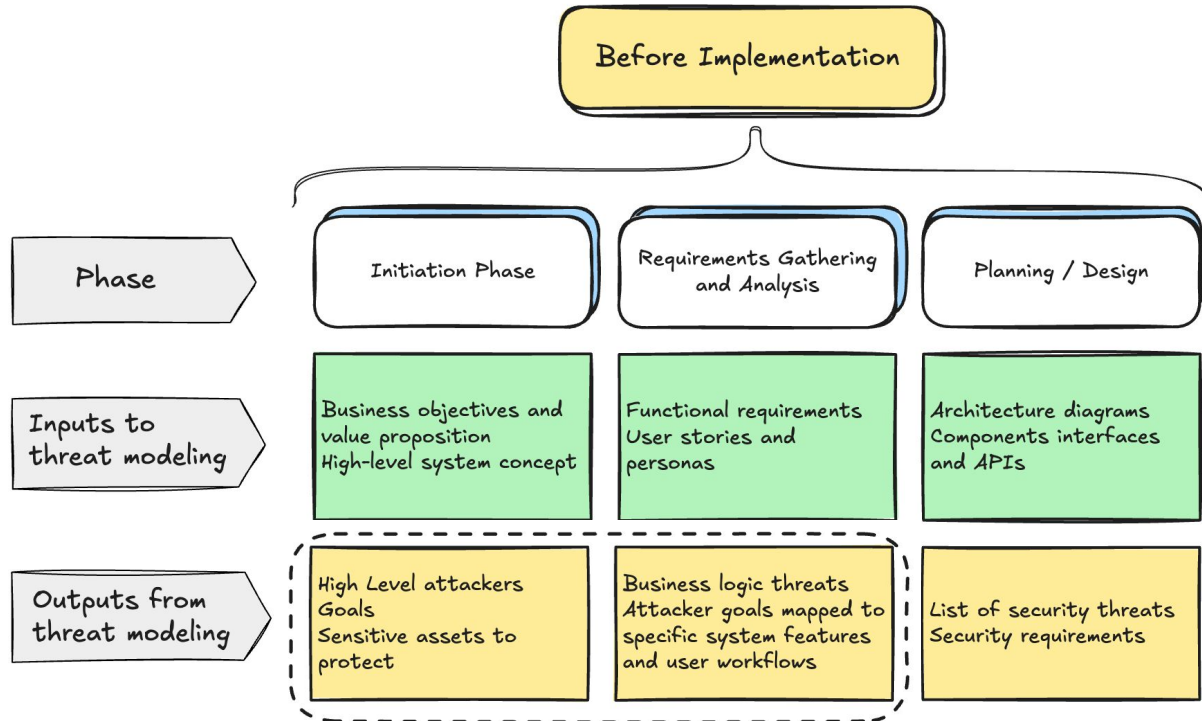 Before Implementation
Phase
Initiation Phase
Requirements Gathering
and Analysis
Planning / Design
Inputs to
threat modeling
Business objectives and
value proposition
High-level system concept
Functional requirements
User stories and
personas
Architecture diagrams
Components interfaces
and APIs
Outputs from
threat modeling
High Level attackers
Goals
Sensitive assets to
protect
Business logic threats
Attacker goals mapped to
specific system features
and user workflows
List of security threats
Security requirements